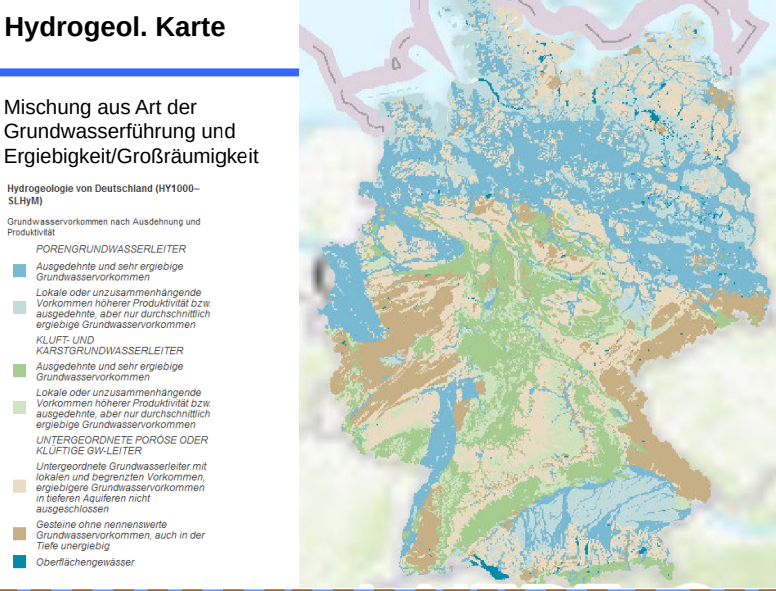 Hydrogeol. Karte
Mischung aus Art der
Grundwasserführung und
Ergiebigkeit/Großräumigkeit
Hydrogeologie von Deutschland (HY1000–
SLHyM)
Grundwasservorkommen nach Ausdehnung und
Produktivität
PORENGRUNDWASSERLEITER
Ausgedehnte und sehr ergiebige
Grundwasservorkommen
Lokale oder unzusammenhängende
Vorkommen höherer Produktivität bzw.
ausgedehnte, aber nur durchschnittlich
ergiebige Grundwasservorkommen
KLUFT- UND
KARSTGRUNDWASSERLEITER
Ausgedehnte und sehr ergiebige
Grundwasservorkommen
Lokale oder unzusammenhängende
Vorkommen höherer Produktivität bzw.
ausgedehnte, aber nur durchschnittlich
ergiebige Grundwasservorkommen
UNTERGEORDNETE PORÖSE ODER
KLÜFTIGE GW-LEITER
Untergeordnete Grundwasserleiter mit
lokalen und begrenzten Vorkommen,
ergiebigere Grundwasservorkommen
in tieferen Aquiferen nicht
ausgeschlossen
Gesteine ohne nennenswerte
Grundwasservorkommen, auch in der
Tiefe unergiebig
Oberflächengewässer